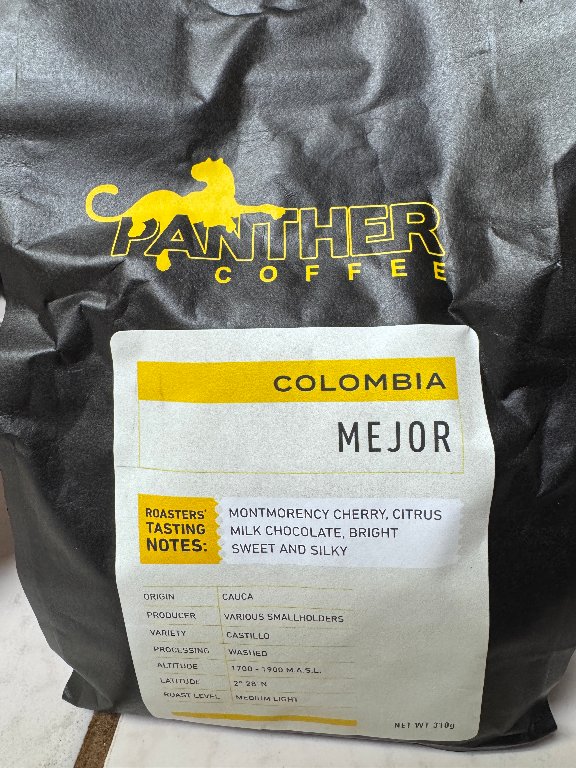 PANTHER
COFFEE
COLOMBIA
MEJOR
ROASTERS' TASTING NOTES:
MONTMORENCY CHERRY, CITRUS
MILK CHOCOLATE, BRIGHT
SWEET AND SILKY
ORIGIN CAUCA
PRODUCER VARIOUS SMALLHOLDERS
VARIETY CASTILLO
PROCESSING WASHED
ALTITUDE 1700 - 1900 M.A.S.L.
LATITUDE 2° 28' N
ROAST LEVEL MEDIUM LIGHT
NET WT 310g